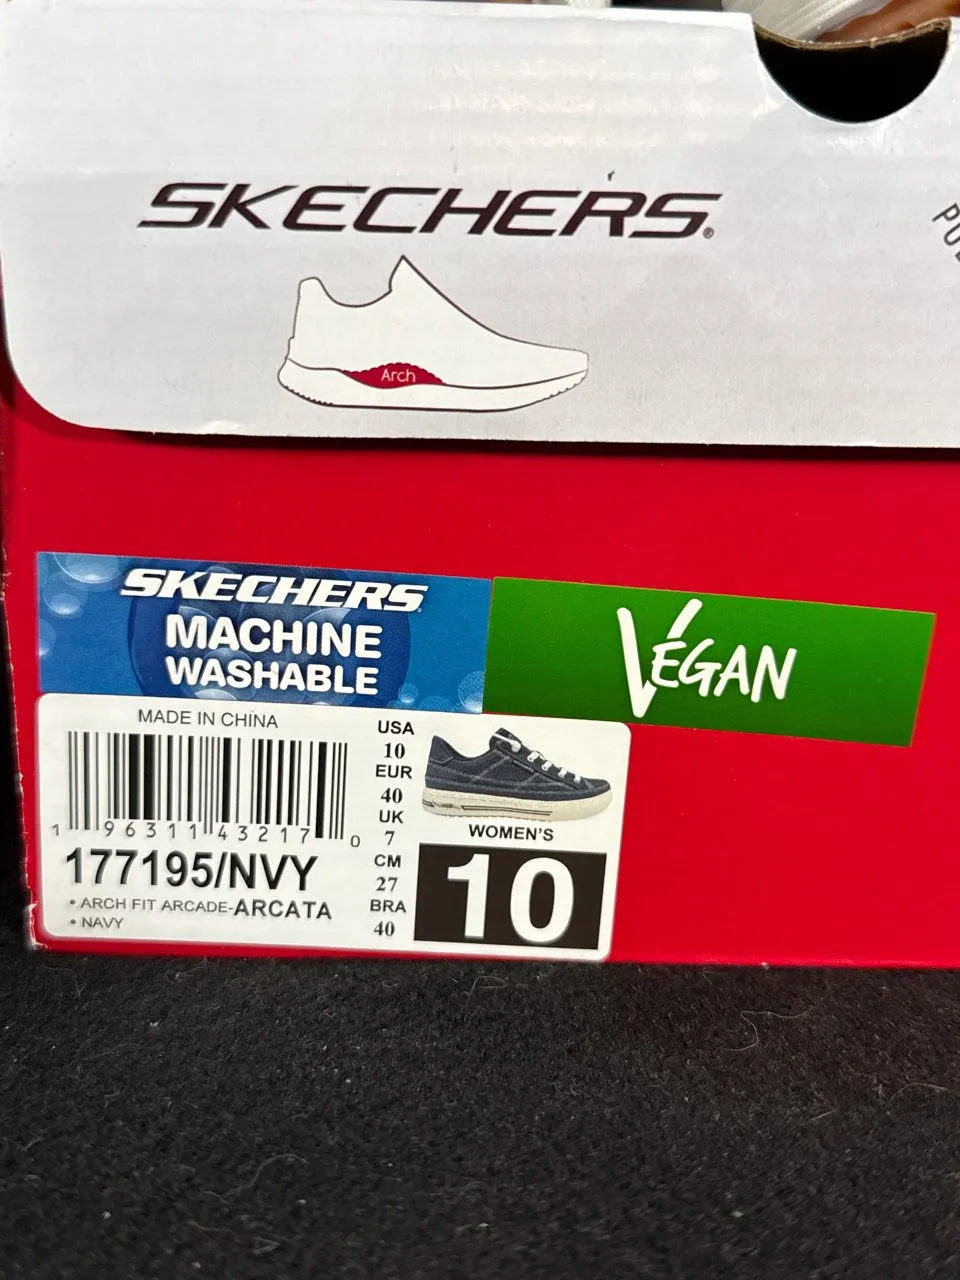 SKECHERS®
Arch
SKECHERS
MACHINE
WASHABLE
VEGAN
MADE IN CHINA
1 96311 43217 0
177195/NVY
• ARCH FIT ARCADE-ARCATA
• NAVY
USA
10
EUR
40
UK
7
CM
27
BRA
40
WOMEN'S
10